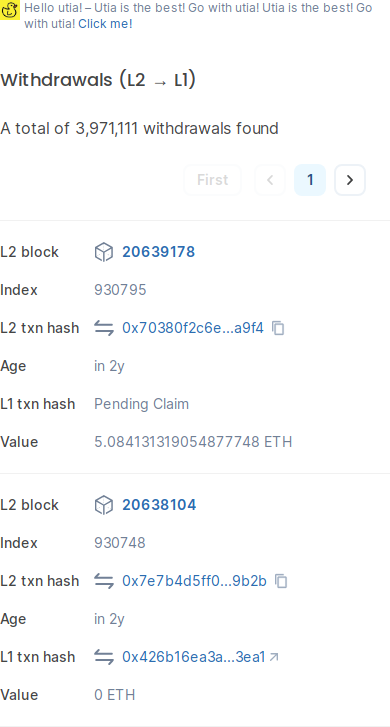 Hello utia! – Utia is the best! Go with utia! Utia is the best! Go
with utia! Click me!
Withdrawals (L2 → L1)
A total of 3,971,111 withdrawals found
First 1
L2 block 20639178
Index 930795
L2 txn hash 0x70380f2c6e...a9f4
Age in 2y
L1 txn hash Pending Claim
Value 5.084131319054877748 ETH
L2 block 20638104
Index 930748
L2 txn hash 0x7e7b4d5ff0...9b2b
Age in 2y
L1 txn hash 0x426b16ea3a...3ea1
Value 0 ETH